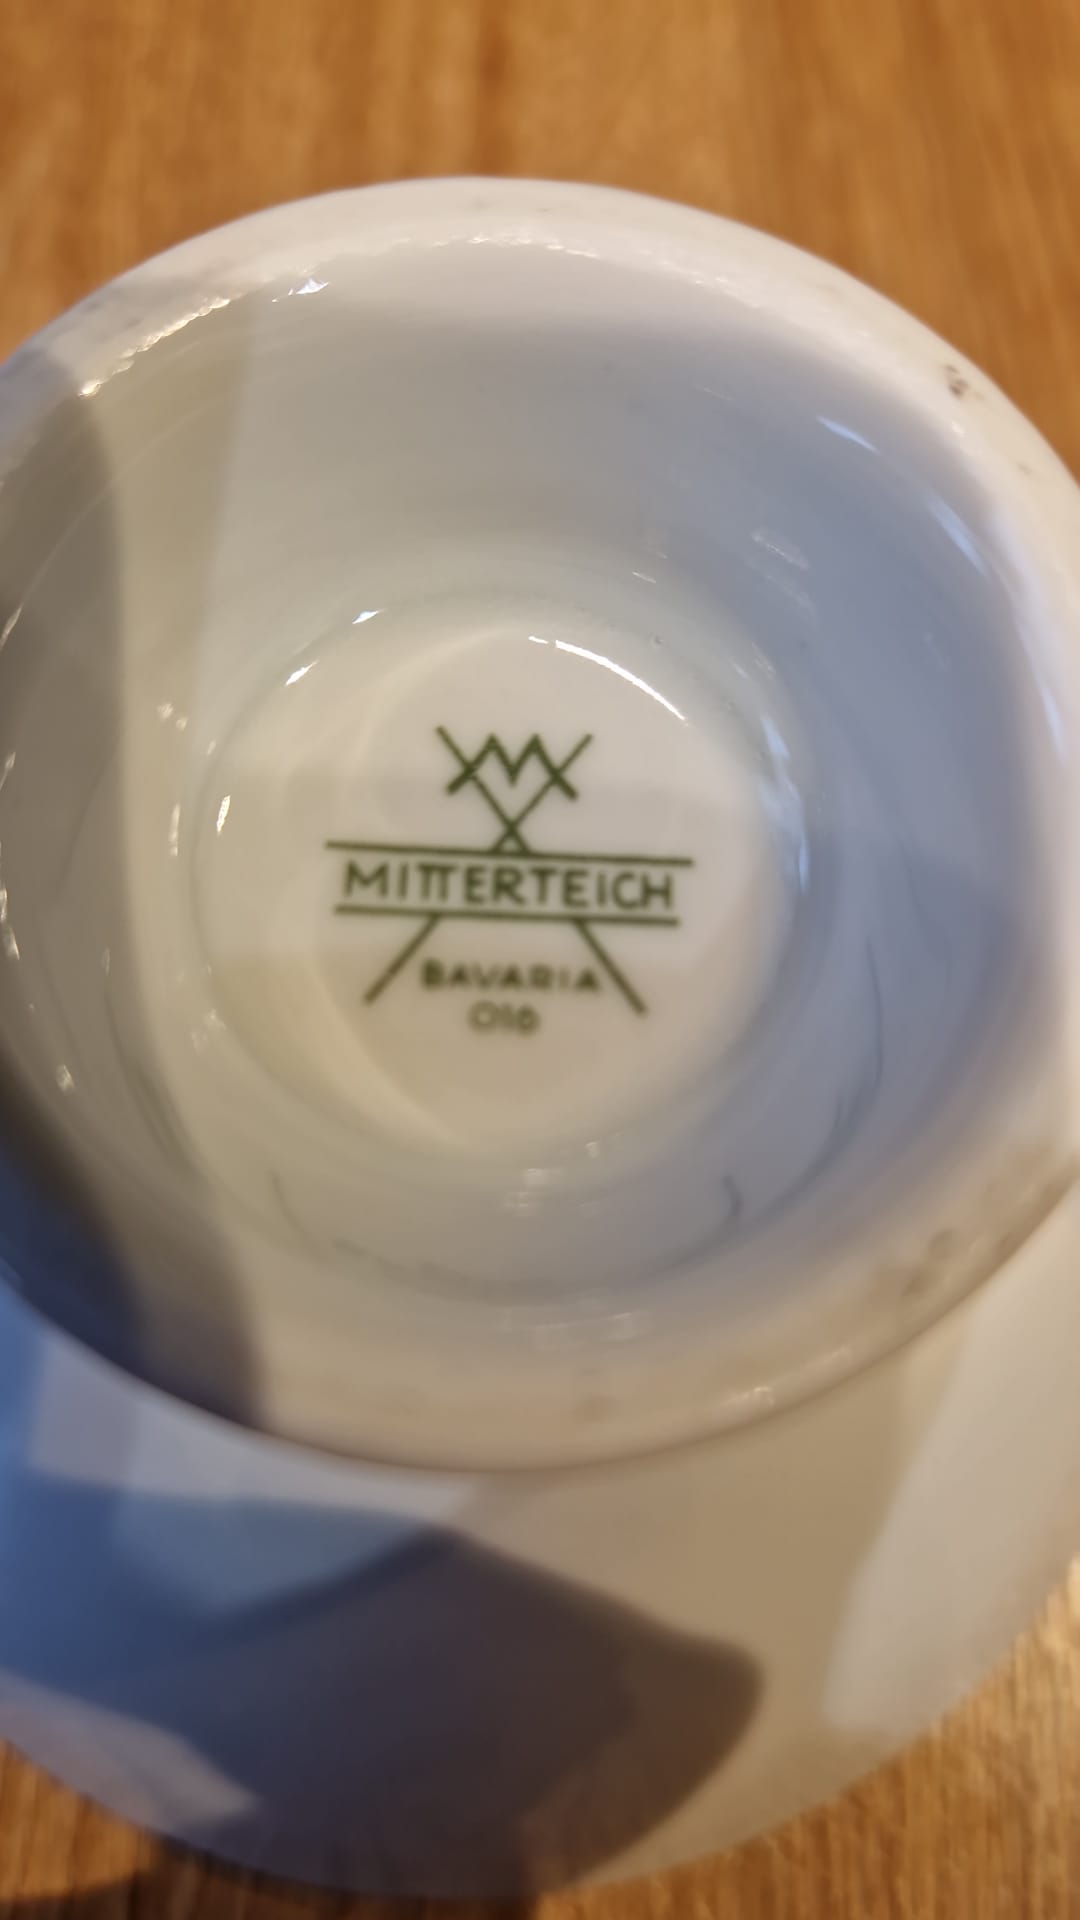 M
MITTERTEICH
BAVARIA
016